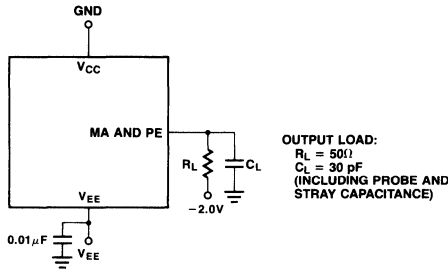 GND
VCC
MA AND PE
RL
CL
-2.0V
VEE
0.01µF
VEE
OUTPUT LOAD:
RL = 50Ω
CL = 30 pF
(INCLUDING PROBE AND
STRAY CAPACITANCE)